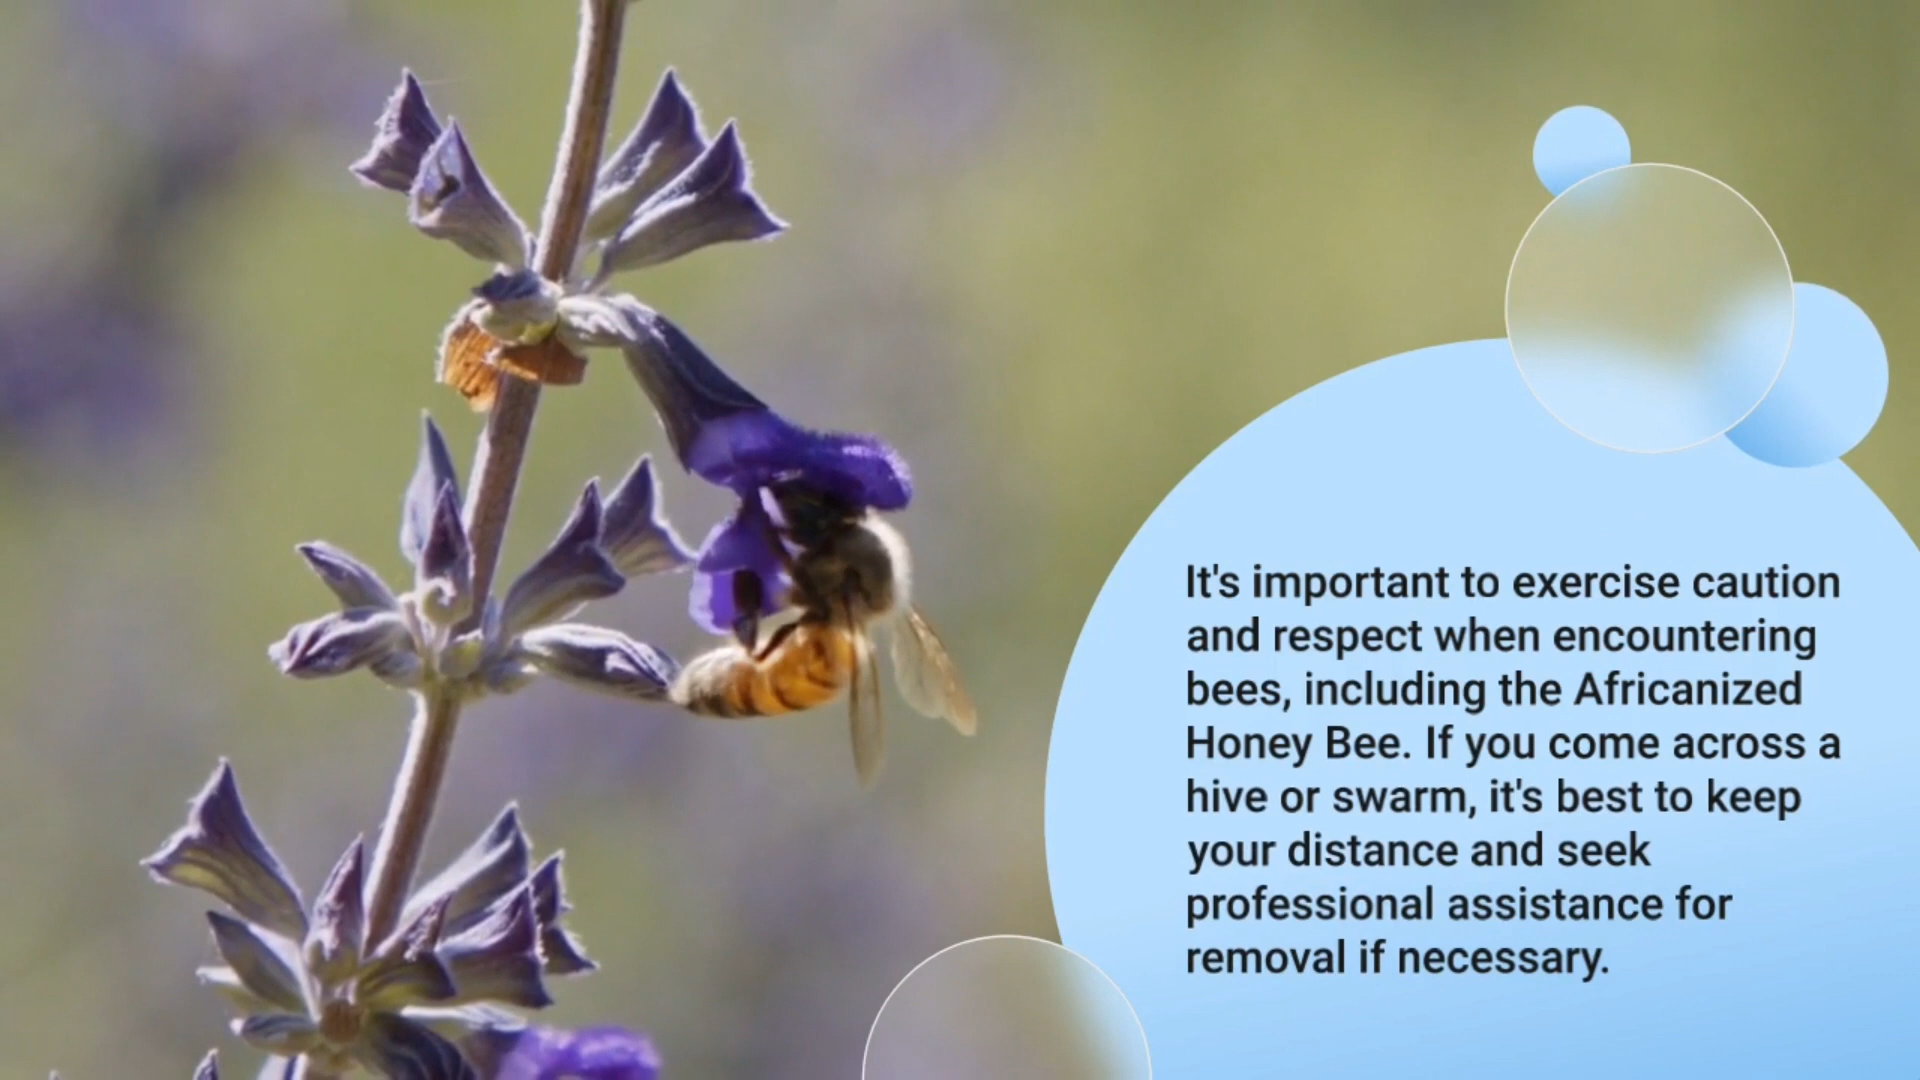 It's important to exercise caution
and respect when encountering
bees, including the Africanized
Honey Bee. If you come across a
hive or swarm, it's best to keep
your distance and seek
professional assistance for
removal if necessary.